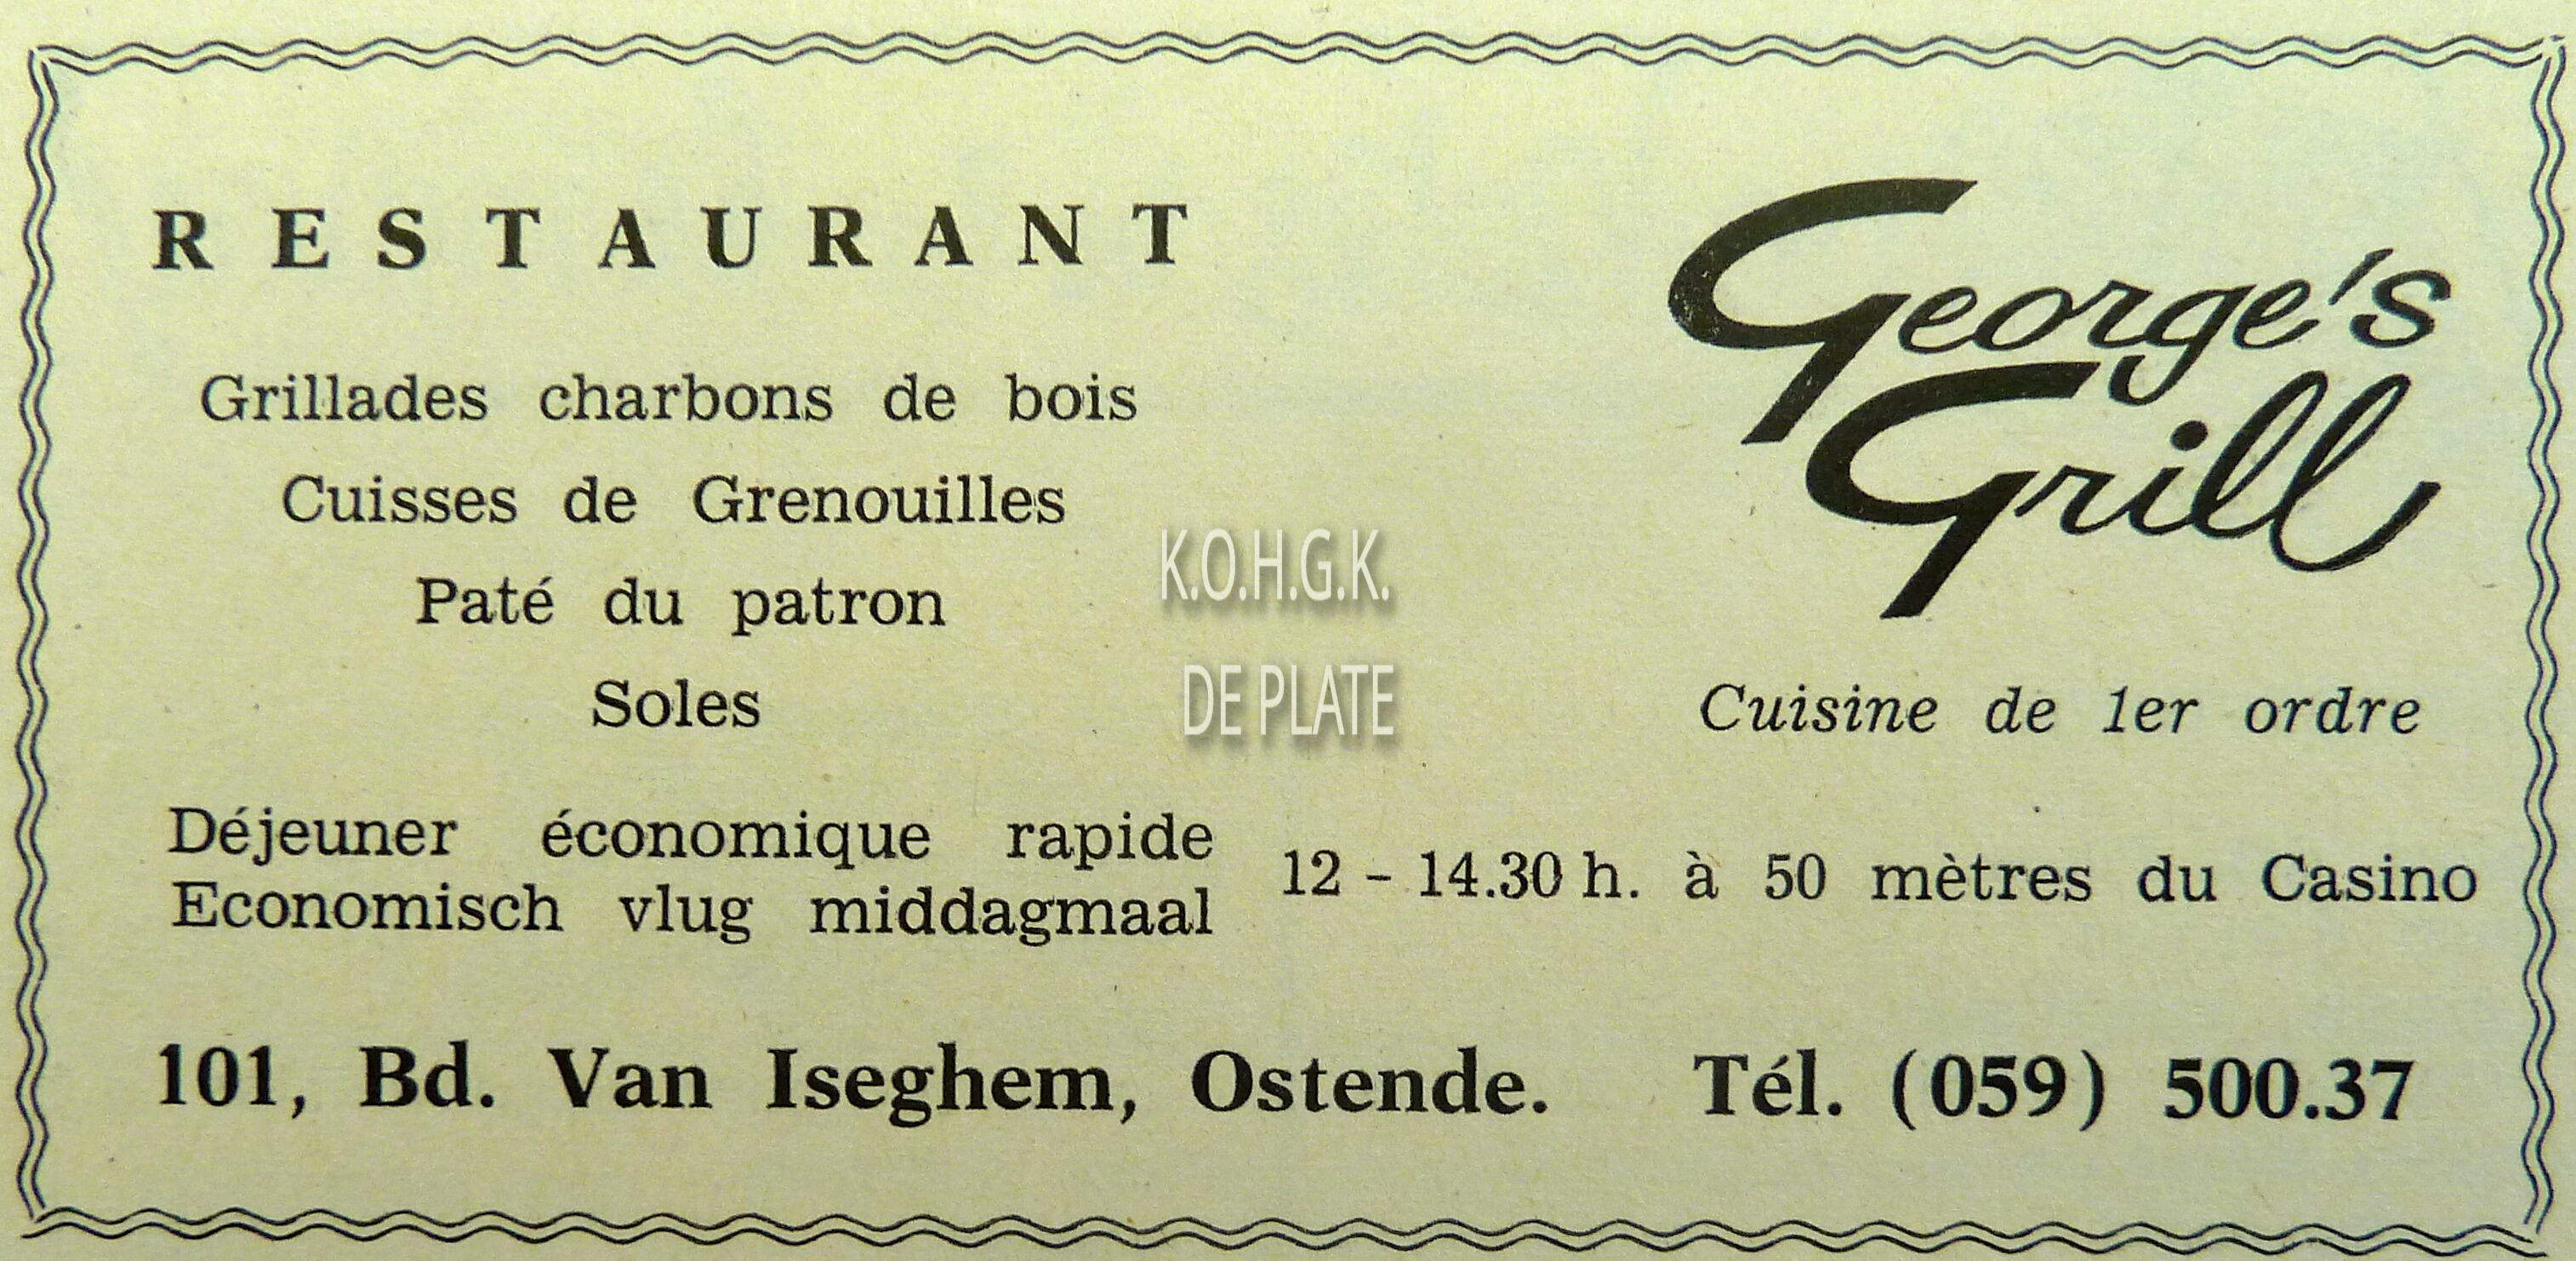 RESTAURANT
Grillades charbons de bois
Cuisses de Grenouilles
Paté du patron
Soles
George's
Grill
Cuisine de 1er ordre
K.O.H.G.K.
DE PLATE
Déjeuner économique rapide
Economisch vlug middagmaal
12 - 14.30 h. à 50 mètres du Casino
101, Bd. Van Iseghem, Ostende. Tél. (059) 500.37